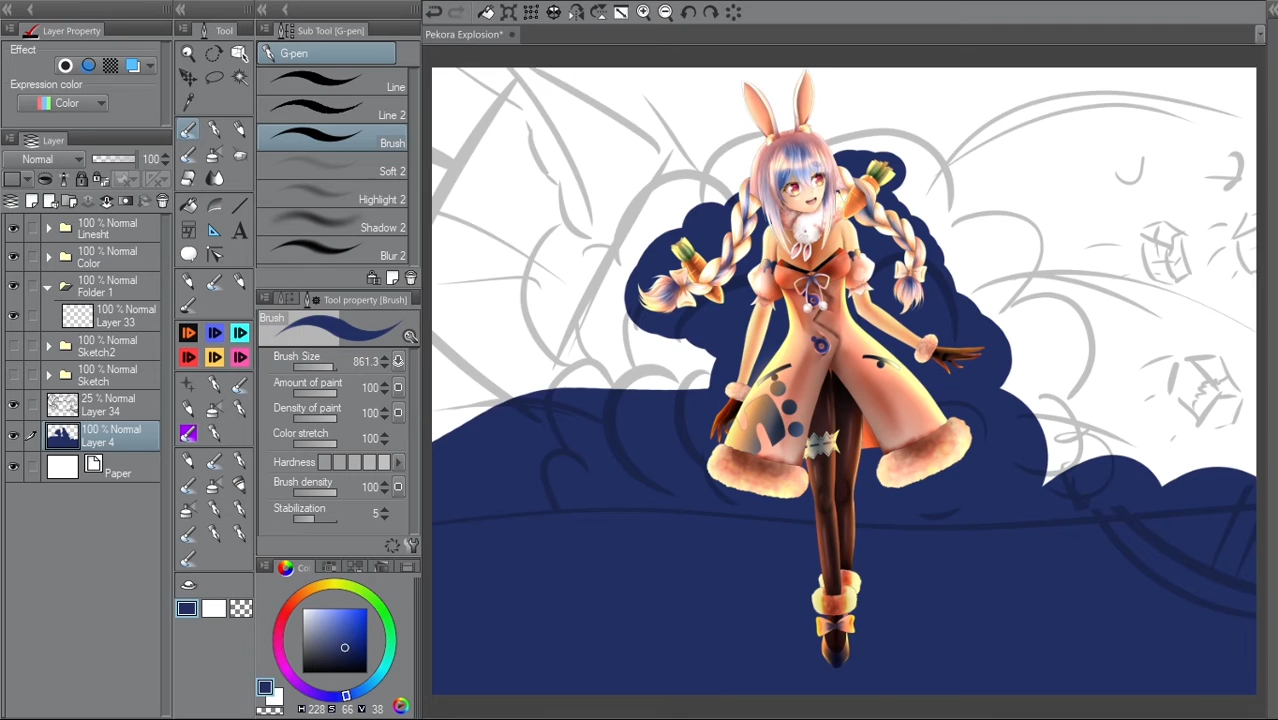 Layer Property
Effect
Expression color
Color
Layer
Normal
100
100 % Normal
Linesht
100 % Normal
Color
100 % Normal
Folder 1
100 % Normal
Layer 33
100 % Normal
Sketch2
100 % Normal
Sketch
25 % Normal
Layer 34
100 % Normal
Layer 4
Paper
Tool
Sub Tool [G-pen]
G-pen
Line
Line 2
Brush
Soft 2
Highlight 2
Shadow 2
Blur 2
Tool property [Brush]
Brush
Brush Size
861.3
Amount of paint
100
Density of paint
100
Color stretch
100
Hardness
Brush density
100
Stabilization
5
Co
H 228 S 66 V 38
Pekora Explosion*